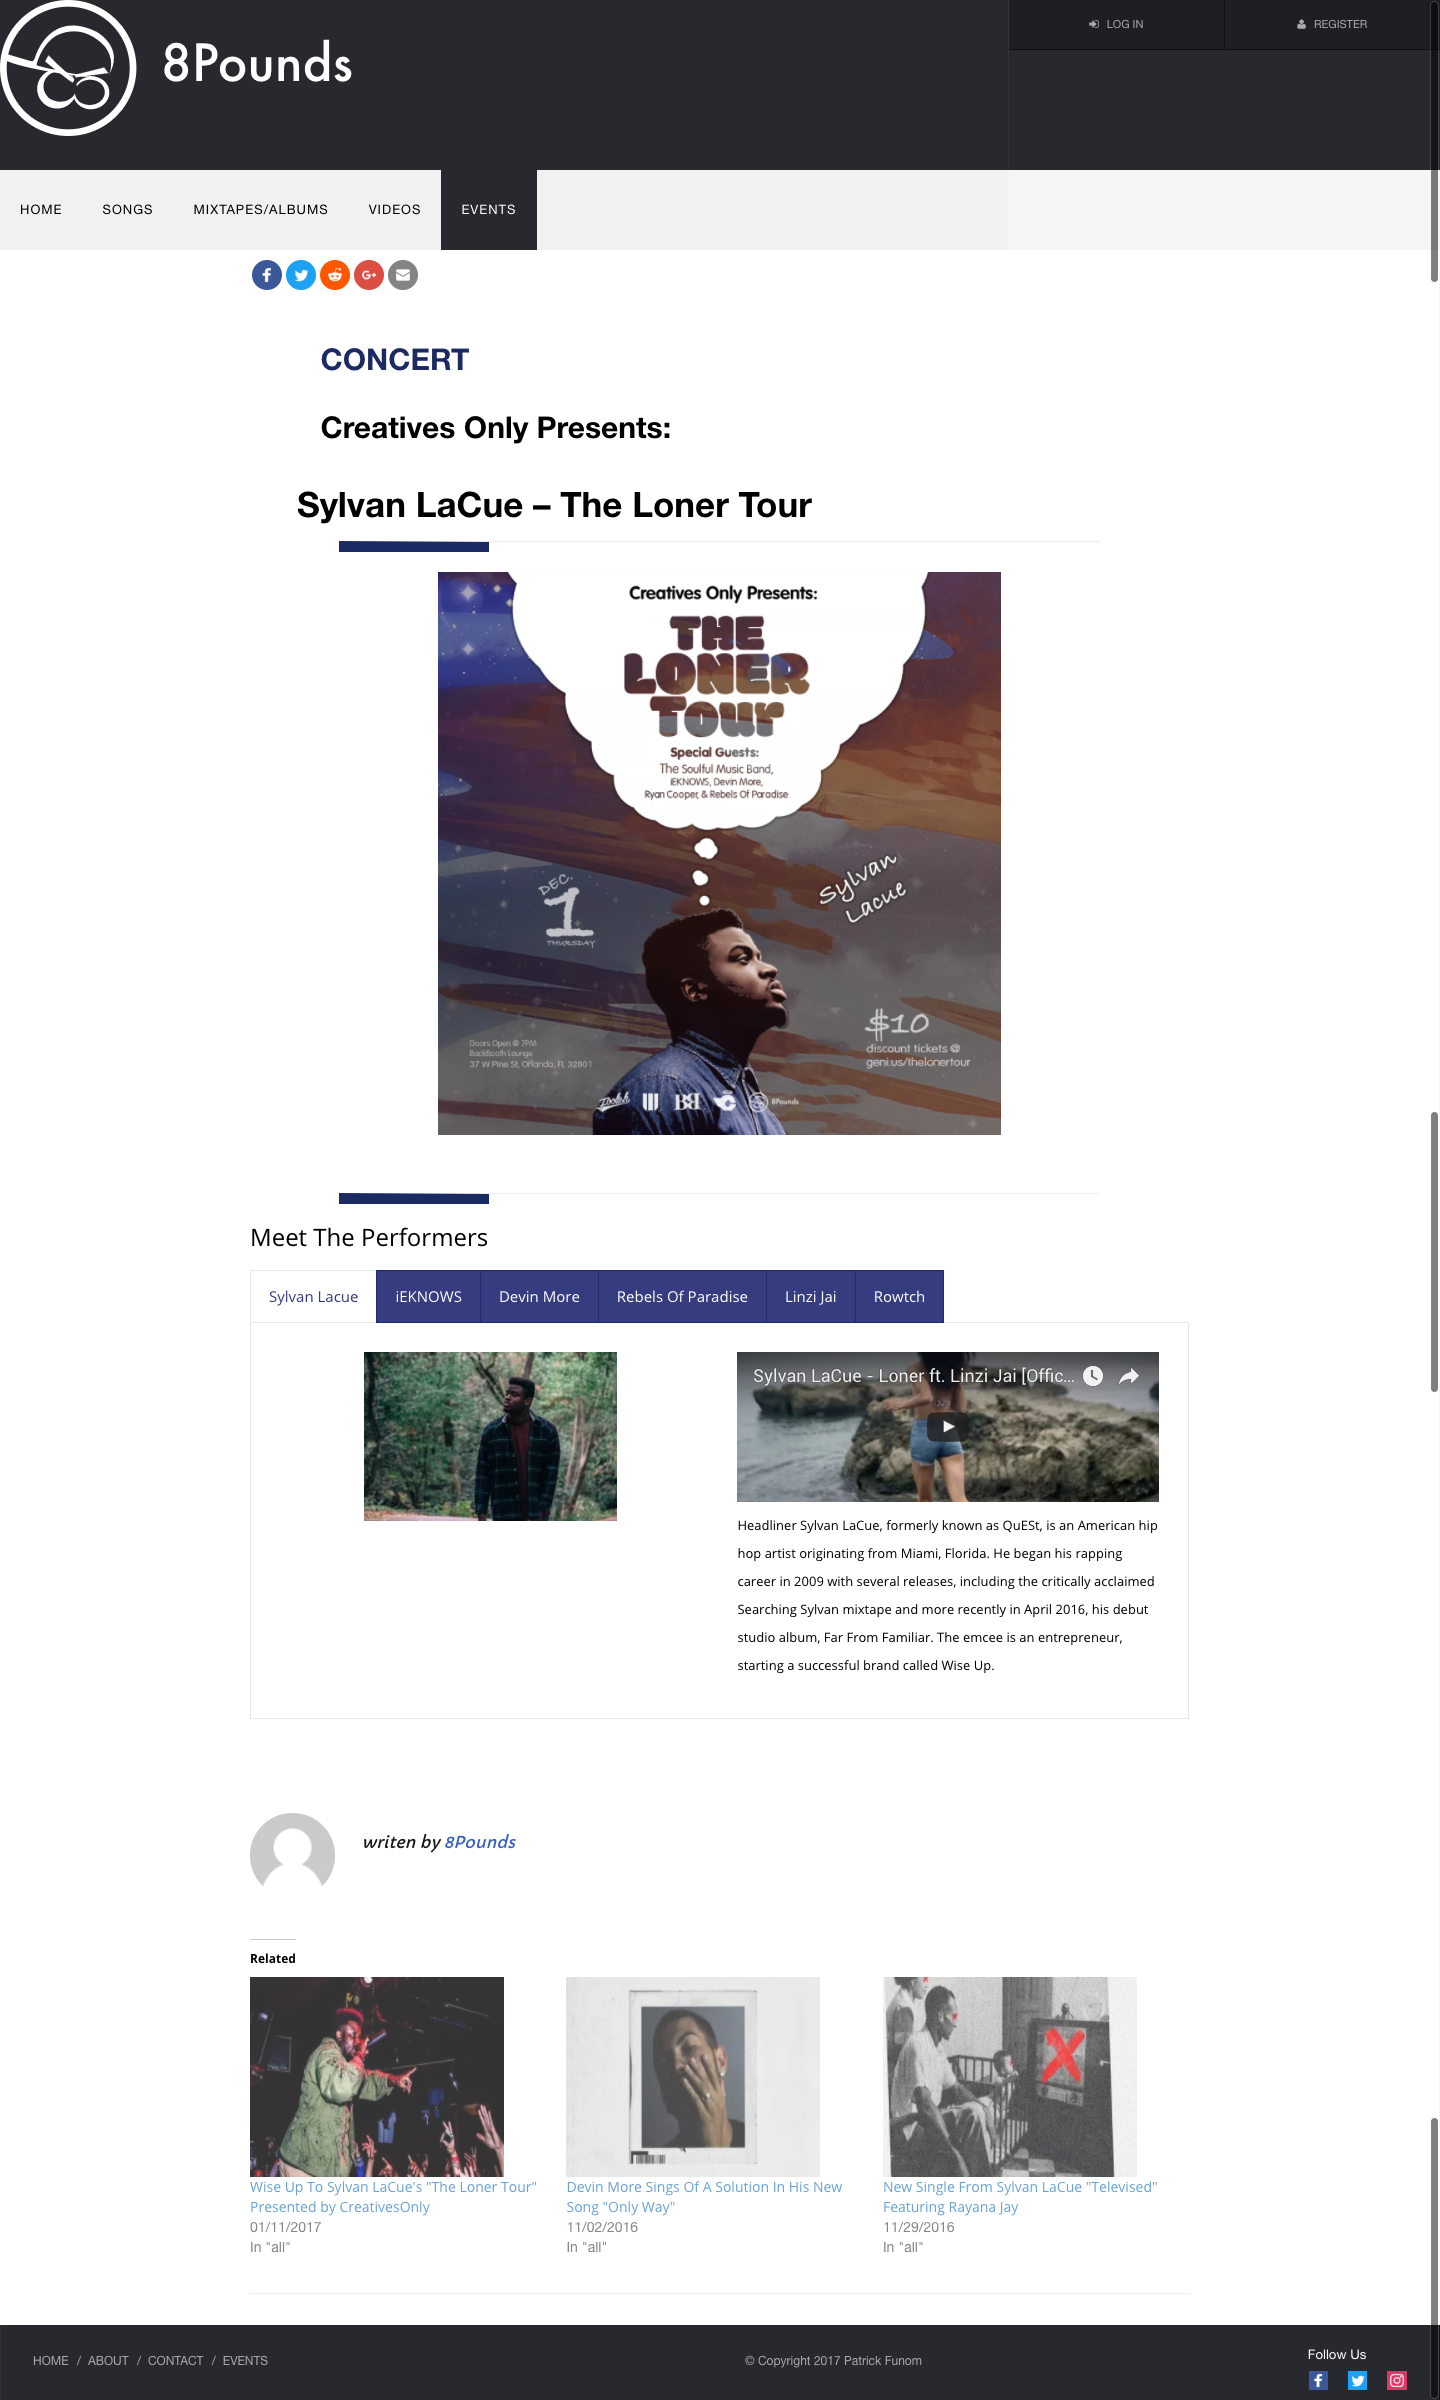 8Pounds
LOG IN
REGISTER
HOME
SONGS
MIXTAPES/ALBUMS
VIDEOS
EVENTS
CONCERT
Creatives Only Presents:
Sylvan LaCue – The Loner Tour
Creatives Only Presents:
THE
LONER
Tour
Special Guests:
The Soulful Music Band,
iEKNOWS, Devin More,
Ryan Cooper, & Rebels Of Paradise
Sylvan
Lacue
DEC.
1
THURSDAY
$10
discount tickets @
geni.us/thelonertour
Doors Open @ 7PM
BackBooth Lounge
37 W Pine St, Orlando, FL 32801
8Pounds
Meet The Performers
Sylvan Lacue
iEKNOWS
Devin More
Rebels Of Paradise
Linzi Jai
Rowtch
Sylvan LaCue - Loner ft. Linzi Jai [Offic...
Headliner Sylvan LaCue, formerly known as QuESt, is an American hip
hop artist originating from Miami, Florida. He began his rapping
career in 2009 with several releases, including the critically acclaimed
Searching Sylvan mixtape and more recently in April 2016, his debut
studio album, Far From Familiar. The emcee is an entrepreneur,
starting a successful brand called Wise Up.
writen by 8Pounds
Related
Wise Up To Sylvan LaCue's "The Loner Tour"
Presented by CreativesOnly
01/11/2017
In "all"
Devin More Sings Of A Solution In His New
Song "Only Way"
11/02/2016
In "all"
New Single From Sylvan LaCue "Televised"
Featuring Rayana Jay
11/29/2016
In "all"
HOME / ABOUT / CONTACT / EVENTS
© Copyright 2017 Patrick Funom
Follow Us